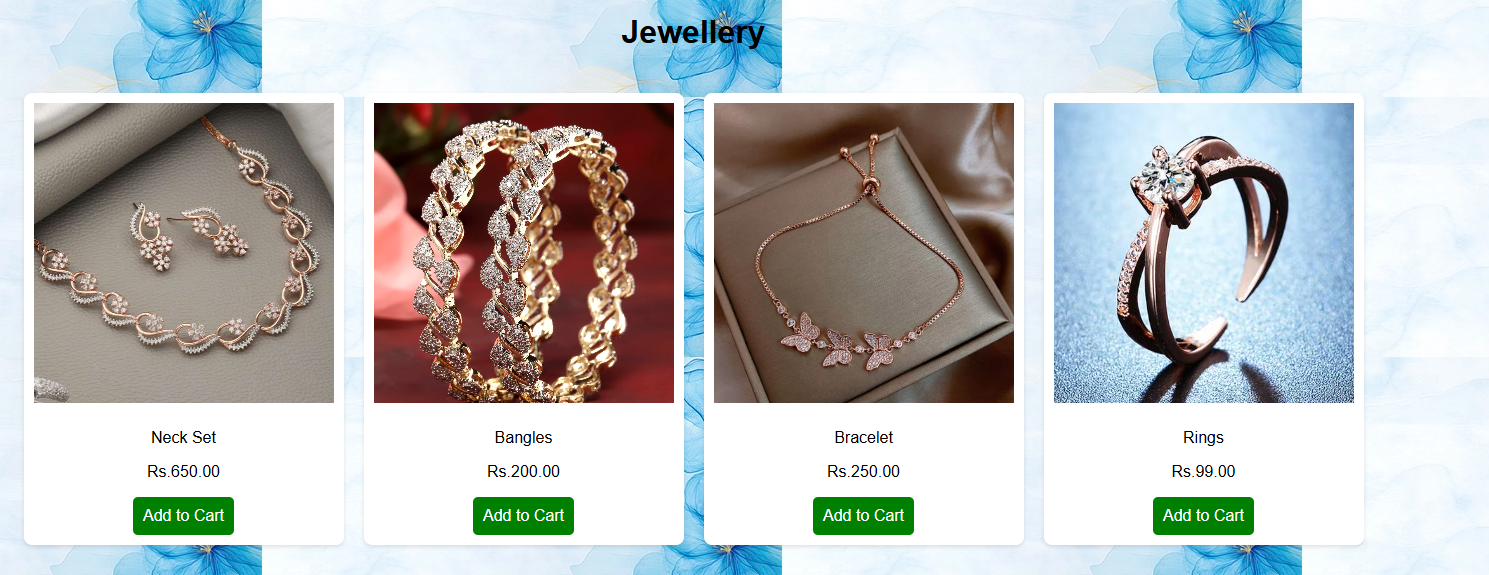 Jewellery
Neck Set
Rs.650.00
Add to Cart
Bangles
Rs.200.00
Add to Cart
Bracelet
Rs.250.00
Add to Cart
Rings
Rs.99.00
Add to Cart